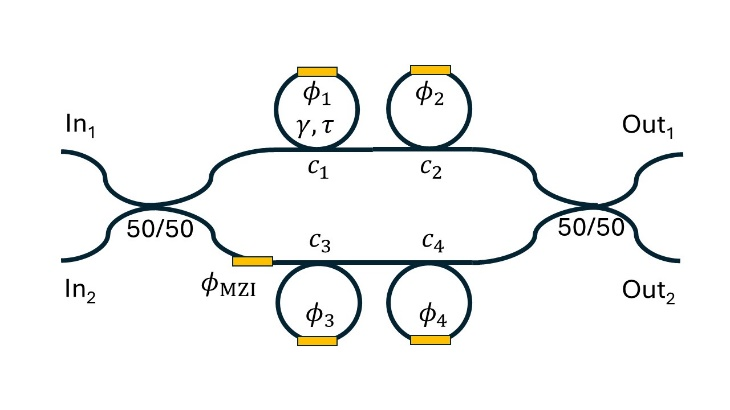 In₁
In₂
50/50
ϕ₁
γ, τ
c₁
ϕ₂
c₂
ϕ_MZI
c₃
ϕ₃
c₄
ϕ₄
50/50
Out₁
Out₂